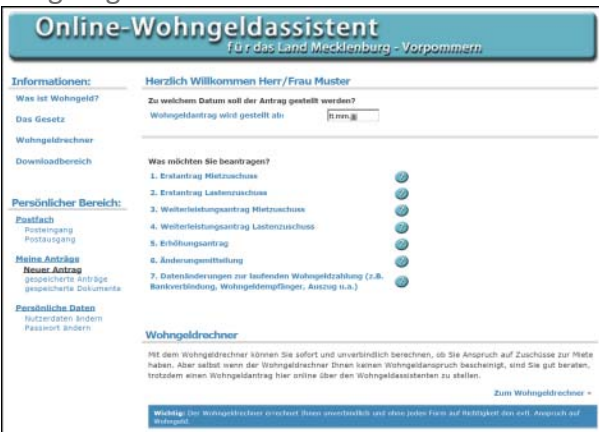 Online-Wohngeldassistent
für das Land Mecklenburg - Vorpommern
Informationen:
Was ist Wohngeld?
Das Gesetz
Wohngeldrechner
Downloadbereich
Persönlicher Bereich:
Postfach
Posteingang
Postausgang
Meine Anträge
Neuer Antrag
gespeicherte Anträge
gespeicherte Dokumente
Persönliche Daten
Nutzerdaten ändern
Passwort ändern
Herzlich Willkommen Herr/Frau Muster
Zu welchem Datum soll der Antrag gestellt werden?
Wohngeldantrag wird gestellt ab:
tt.mm.jj
Was möchten Sie beantragen?
1. Erstantrag Mietzuschuss
2. Erstantrag Lastenzuschuss
3. Weiterleistungsantrag Mietzuschuss
4. Weiterleistungsantrag Lastenzuschuss
5. Erhöhungsantrag
6. Änderungsmitteilung
7. Datenänderungen zur laufenden Wohngeldzahlung (z.B.
Bankverbindung, Wohngeldempfänger, Auszug u.a.)
Wohngeldrechner
Mit dem Wohngeldrechner können Sie sofort und unverbindlich berechnen, ob Sie Anspruch auf Zuschüsse zur Miete
haben. Aber selbst wenn der Wohngeldrechner Ihnen keinen Wohngeldanspruch bescheinigt, sind Sie gut beraten,
trotzdem einen Wohngeldantrag hier online über den Wohngeldassistenten zu stellen.
Zum Wohngeldrechner »
Wichtig: Der Wohngeldrechner errechnet Ihnen unverbindlich und ohne jeden Form auf Richtigkeit den evtl. Anspruch auf
Wohngeld.